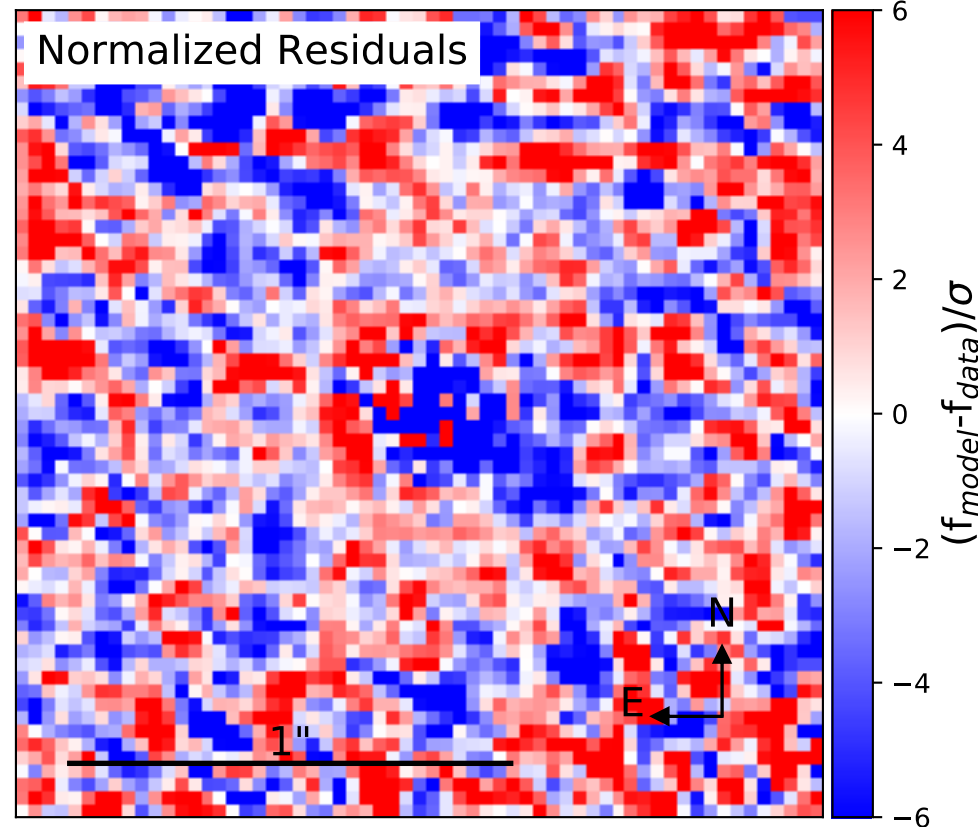 Normalized Residuals
6
4
2
0
−2
−4
−6
(f_model-f_data)/σ
N
E
1"